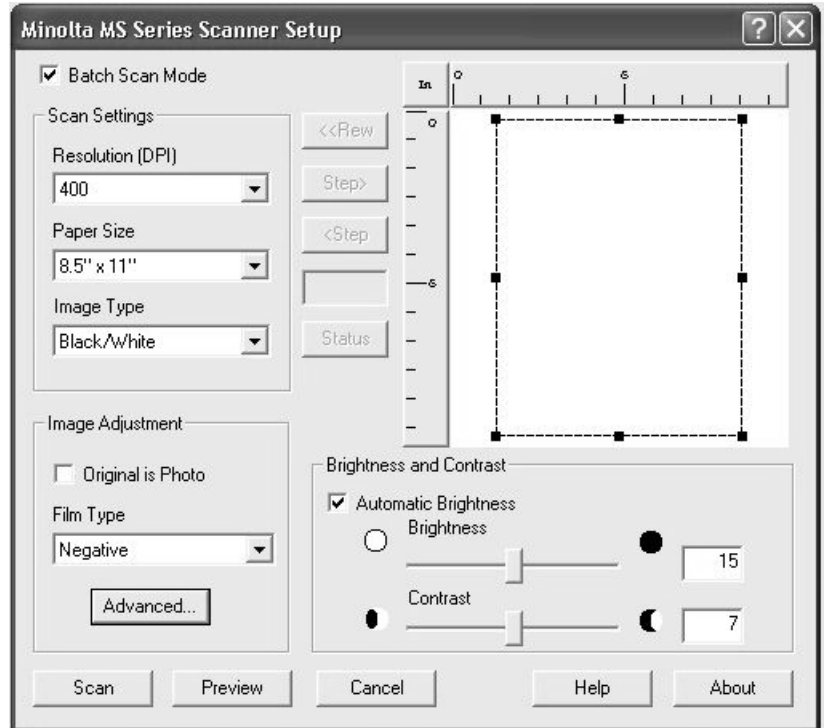 Minolta MS Series Scanner Setup
Batch Scan Mode
Scan Settings
Resolution (DPI)
400
Paper Size
8.5" x 11"
Image Type
Black/White
<<Rew
Step>
<Step
Status
In
0 6
0
6
Image Adjustment
Original is Photo
Film Type
Negative
Advanced...
Brightness and Contrast
Automatic Brightness
Brightness
15
Contrast
7
Scan Preview Cancel Help About